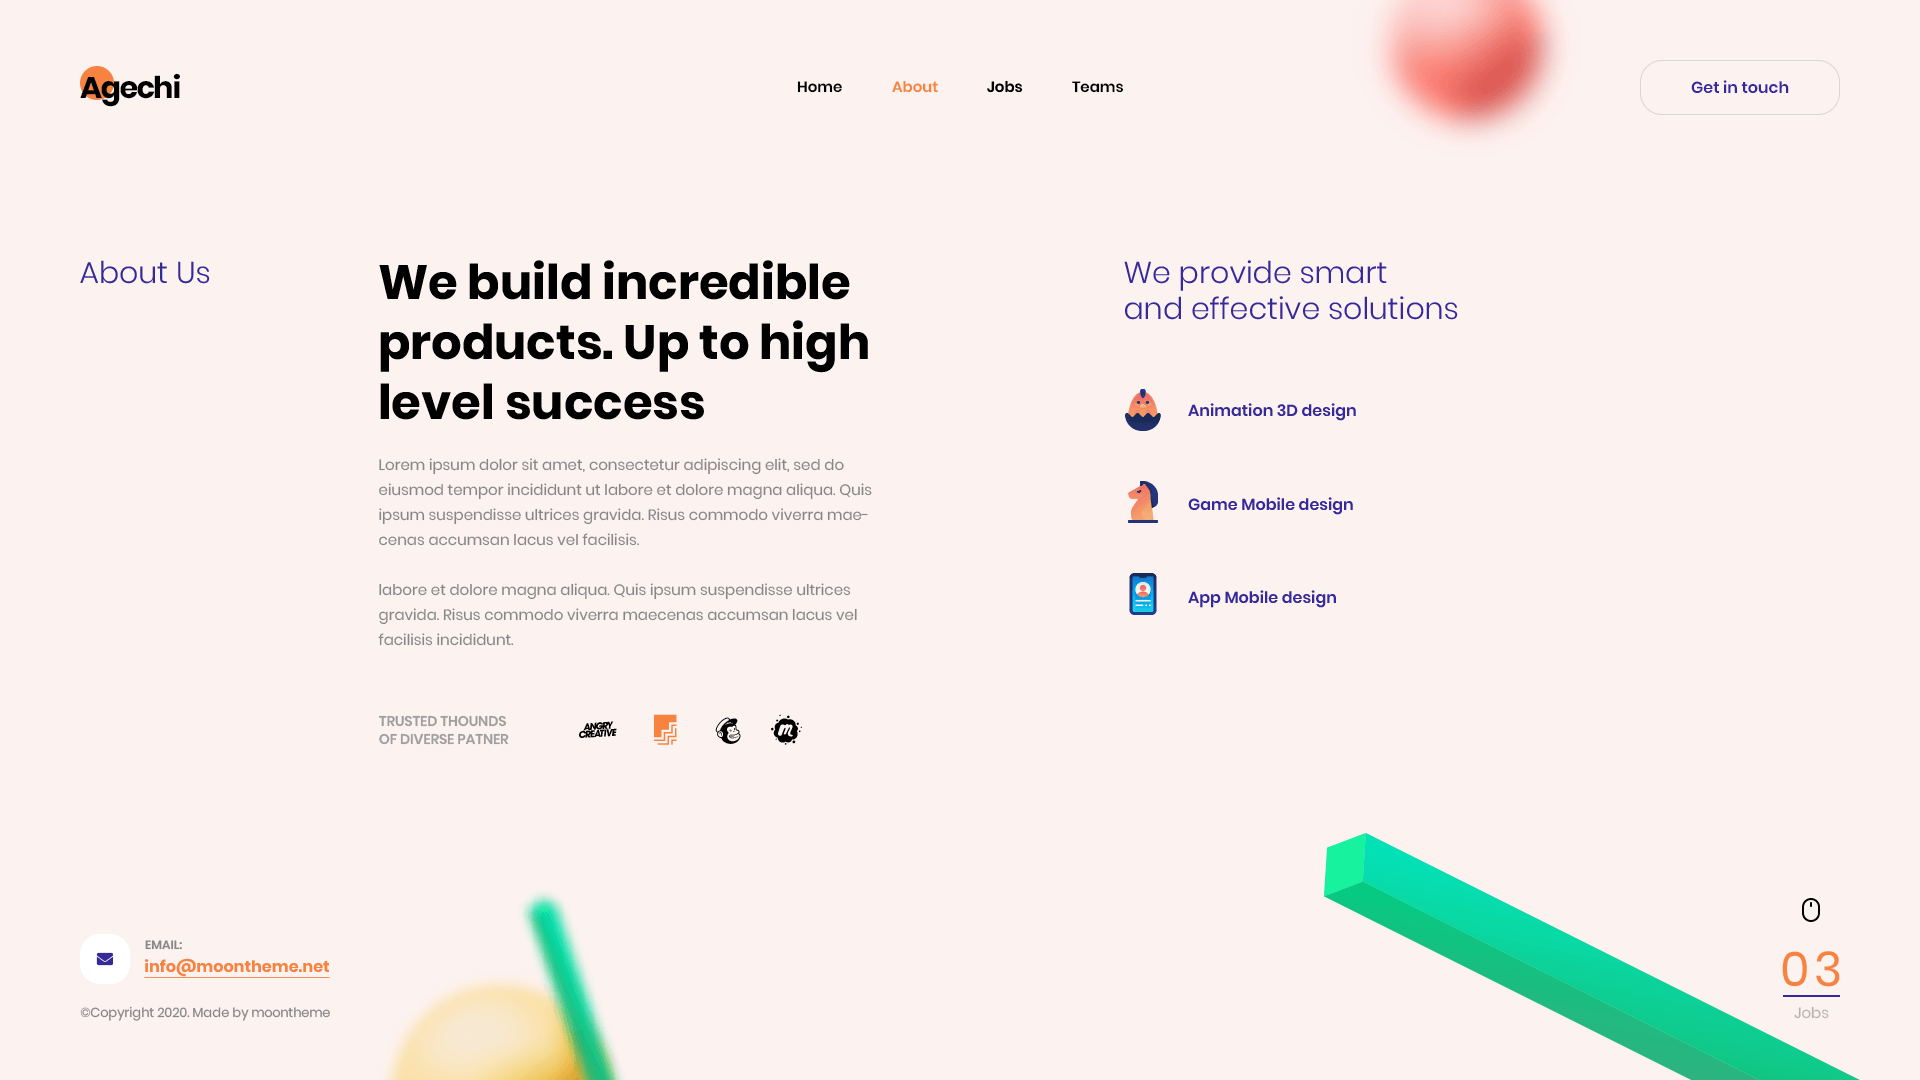 Agechi
Home
About
Jobs
Teams
Get in touch
About Us
We build incredible
products. Up to high
level success
Lorem ipsum dolor sit amet, consectetur adipiscing elit, sed do
eiusmod tempor incididunt ut labore et dolore magna aliqua. Quis
ipsum suspendisse ultrices gravida. Risus commodo viverra mae-
cenas accumsan lacus vel facilisis.
labore et dolore magna aliqua. Quis ipsum suspendisse ultrices
gravida. Risus commodo viverra maecenas accumsan lacus vel
facilisis incididunt.
TRUSTED THOUNDS
OF DIVERSE PATNER
ANGRY
CREATIVE
m
We provide smart
and effective solutions
Animation 3D design
Game Mobile design
App Mobile design
EMAIL:
info@moontheme.net
©Copyright 2020. Made by moontheme
03
Jobs